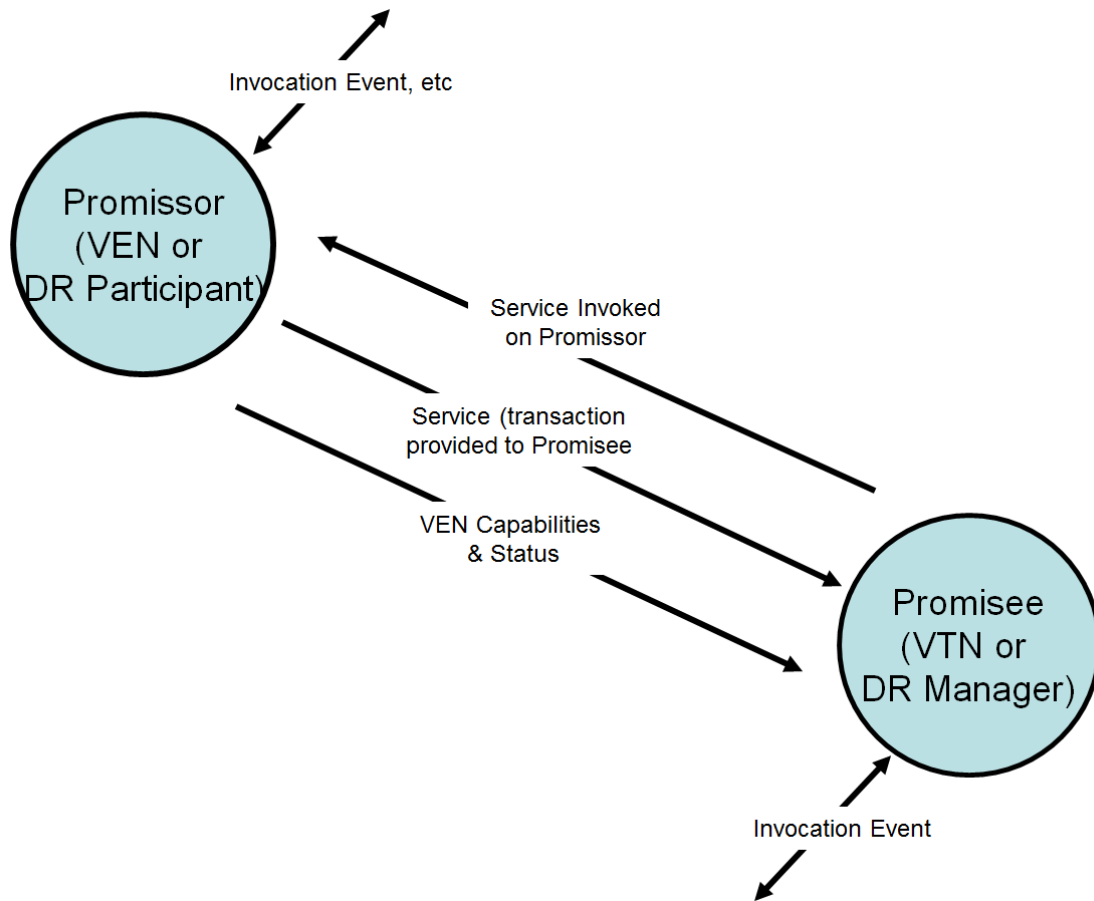 Invocation Event, etc
Promissor
(VEN or
DR Participant)
Service Invoked
on Promissor
Service (transaction
provided to Promisee
VEN Capabilities
& Status
Promisee
(VTN or
DR Manager)
Invocation Event